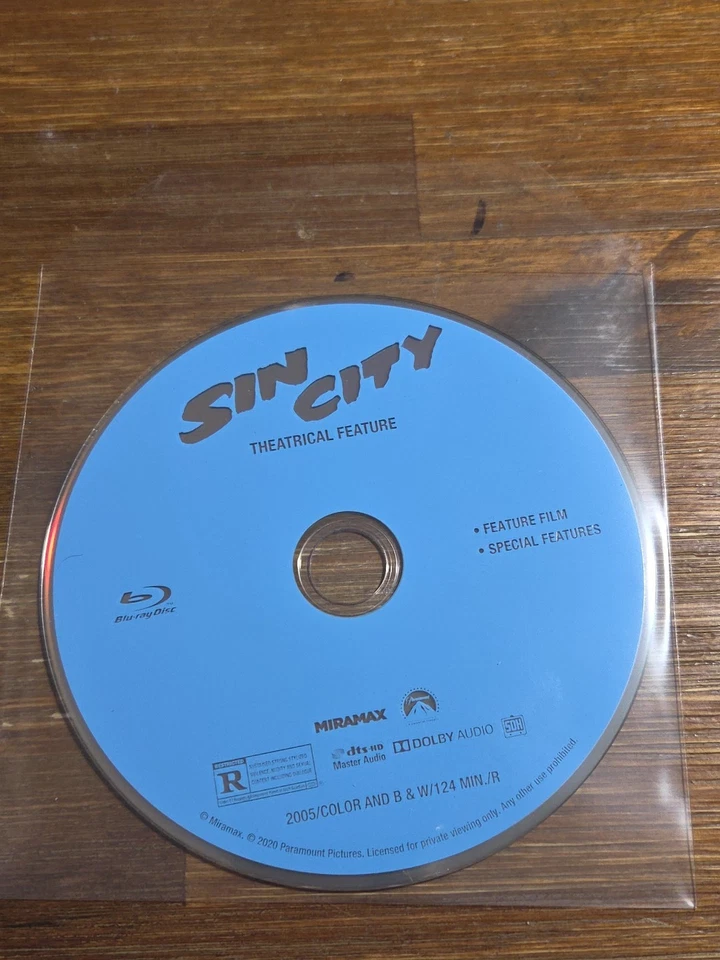 SIN CITY
THEATRICAL FEATURE
• FEATURE FILM
• SPECIAL FEATURES
Blu-ray Disc
MIRAMAX
R
dts HD
Master Audio
DOLBY AUDIO
SDH
2005/COLOR AND B & W/124 MIN./R
© Miramax. © 2020 Paramount Pictures. Licensed for private viewing only. Any other use prohibited.